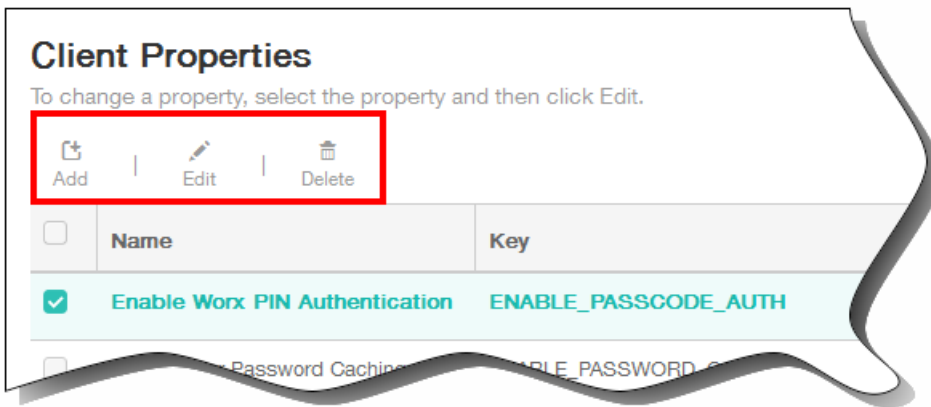 Client Properties
To change a property, select the property and then click Edit.
Add | Edit | Delete
Name Key
Enable Worx PIN Authentication ENABLE_PASSCODE_AUTH
Password Caching PASSWORD